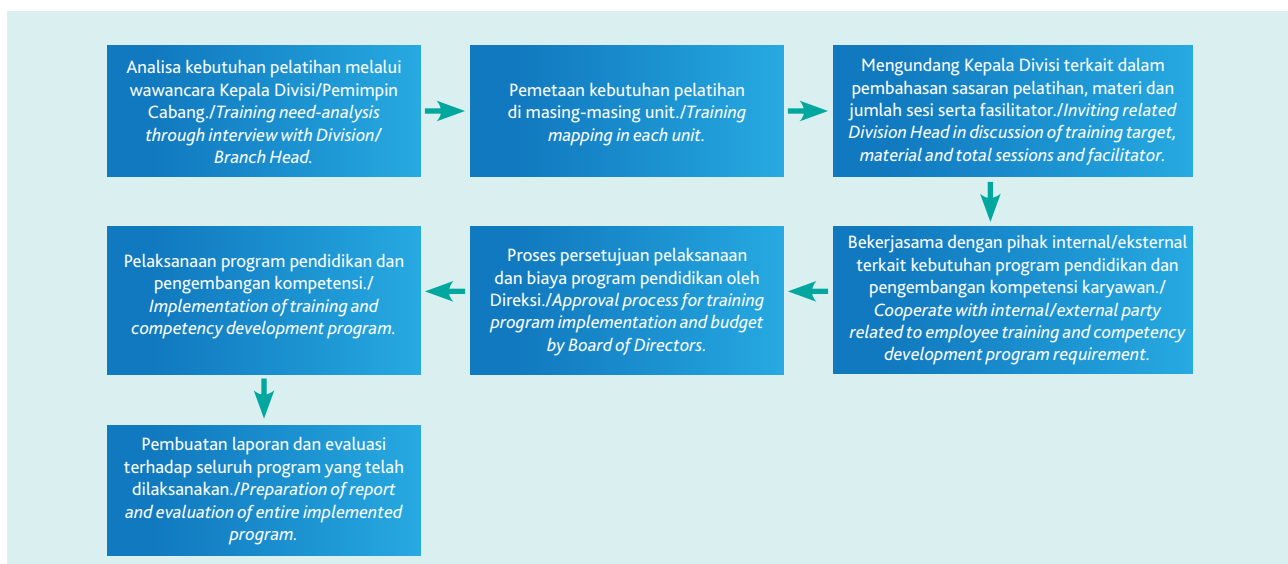 Analisa kebutuhan pelatihan melalui
wawancara Kepala Divisi/Pemimpin
Cabang./Training need-analysis
through interview with Division/
Branch Head.
Pemetaan kebutuhan pelatihan
di masing-masing unit./Training
mapping in each unit.
Mengundang Kepala Divisi terkait dalam
pembahasan sasaran pelatihan, materi dan
jumlah sesi serta fasilitator./Inviting related
Division Head in discussion of training target,
material and total sessions and facilitator.
Bekerjasama dengan pihak internal/eksternal
terkait kebutuhan program pendidikan dan
pengembangan kompetensi karyawan./
Cooperate with internal/external party
related to employee training and competency
development program requirement.
Proses persetujuan pelaksanaan
dan biaya program pendidikan oleh
Direksi./Approval process for training
program implementation and budget
by Board of Directors.
Pelaksanaan program pendidikan dan
pengembangan kompetensi./
Implementation of training and
competency development program.
Pembuatan laporan dan evaluasi
terhadap seluruh program yang telah
dilaksanakan./Preparation of report
and evaluation of entire implemented
program.